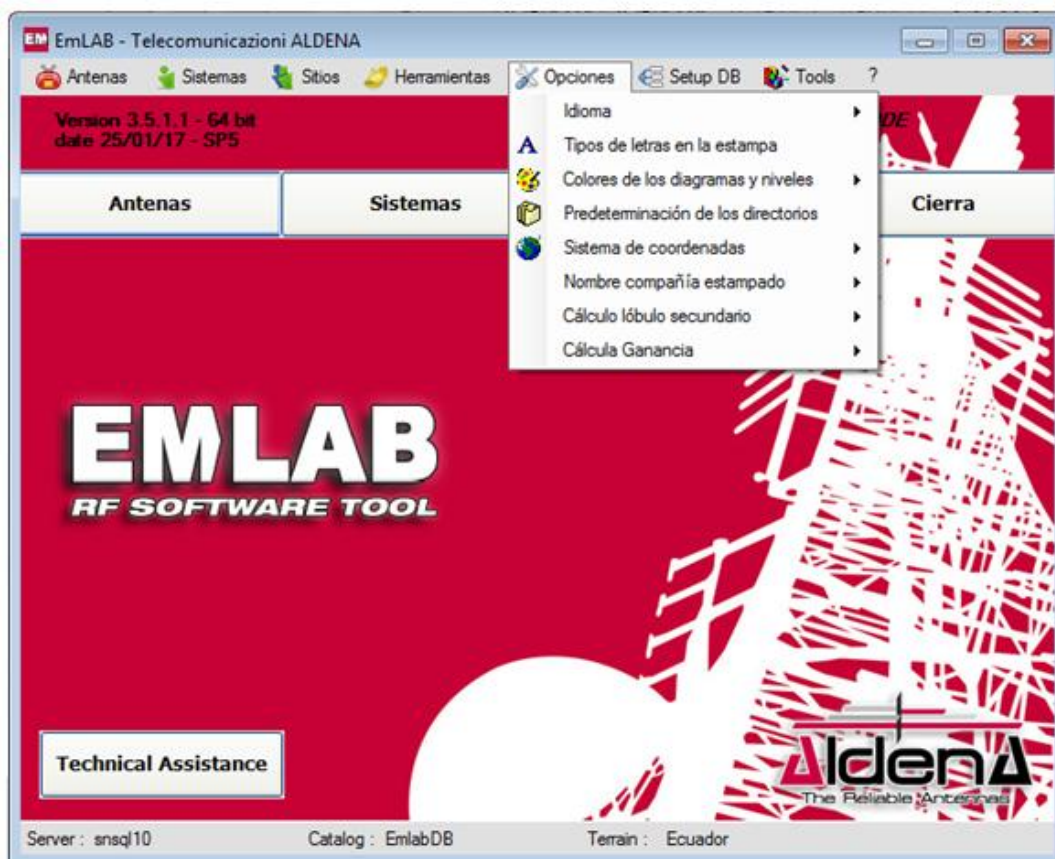 EM EmLAB - Telecomunicazioni ALDENA
Antenas Sistemas Sitios Herramientas Opciones Setup DB Tools ?
Version 3.5.1.1 - 64 bit
date 25/01/17 - SP5
DE
Idioma
A Tipos de letras en la estampa
Colores de los diagramas y niveles
Predeterminación de los directorios
Sistema de coordenadas
Nombre compañía estampado
Cálculo lóbulo secundario
Cálcula Ganancia
Antenas Sistemas Cierra
EMLAB
RF SOFTWARE TOOL
Technical Assistance
AldenA
The Reliable Antennas
Server : snsql10 Catalog : EmlabDB Terrain : Ecuador